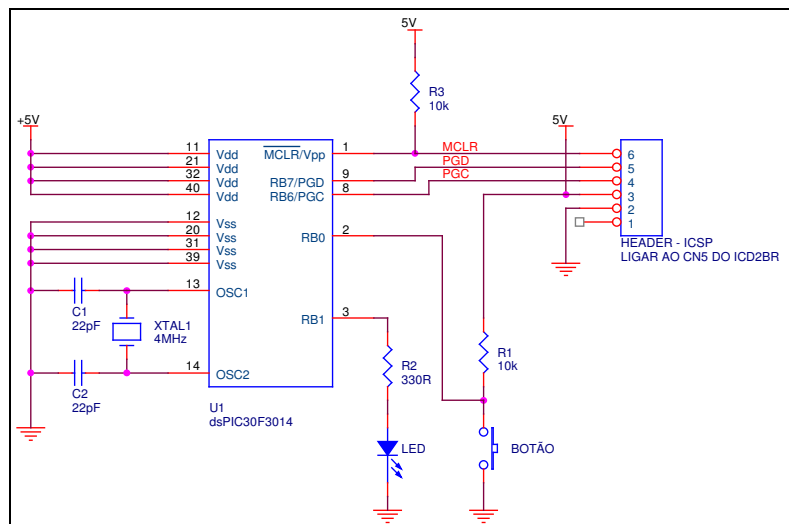 5V
R3
10k
+5V
5V
11 Vdd
21 Vdd
32 Vdd
40 Vdd
MCLR/Vpp 1
RB7/PGD 9
RB6/PGC 8
MCLR
PGD
PGC
6
5
4
3
2
1
HEADER - ICSP
LIGAR AO CN5 DO ICD2BR
12 Vss
20 Vss
31 Vss
39 Vss
RB0 2
13 OSC1
C1
22pF
XTAL1
4MHz
RB1 3
R2
330R
R1
10k
14 OSC2
C2
22pF
U1
dsPIC30F3014
LED
BOTÃO